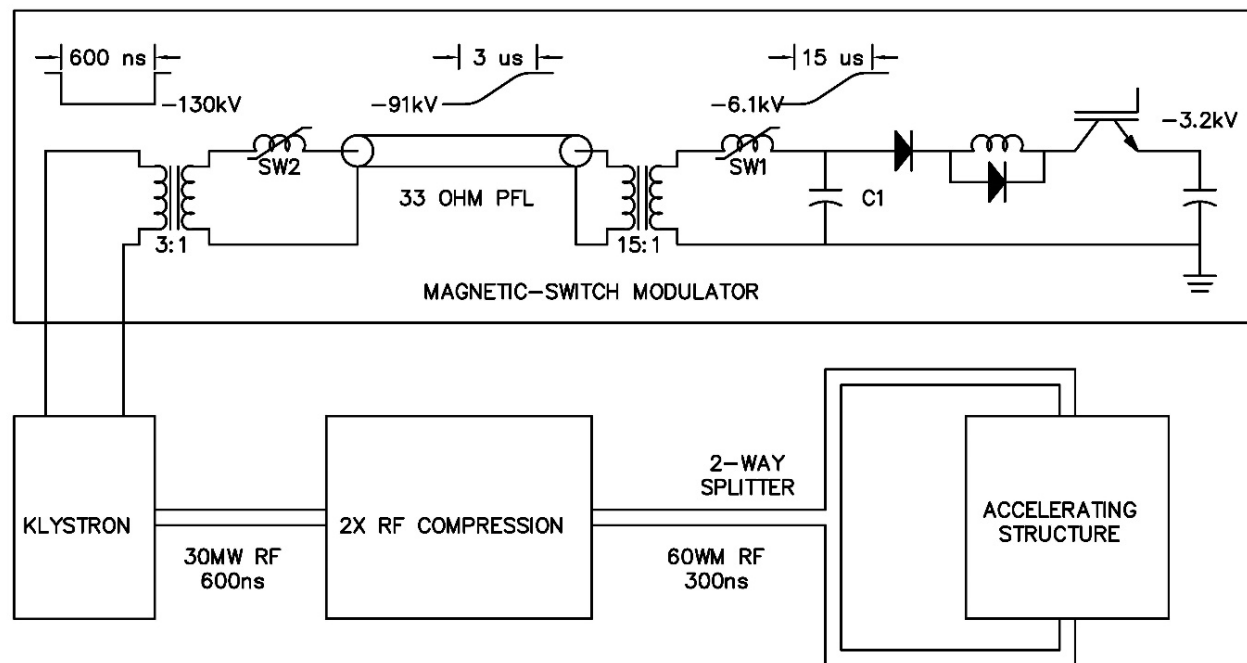 600 ns
3 us
15 us
-130kV
-91kV
-6.1kV
-3.2kV
SW2
SW1
33 OHM PFL
C1
3:1
15:1
MAGNETIC-SWITCH MODULATOR
2-WAY
SPLITTER
KLYSTRON
2X RF COMPRESSION
ACCELERATING
STRUCTURE
30MW RF
600ns
60WM RF
300ns